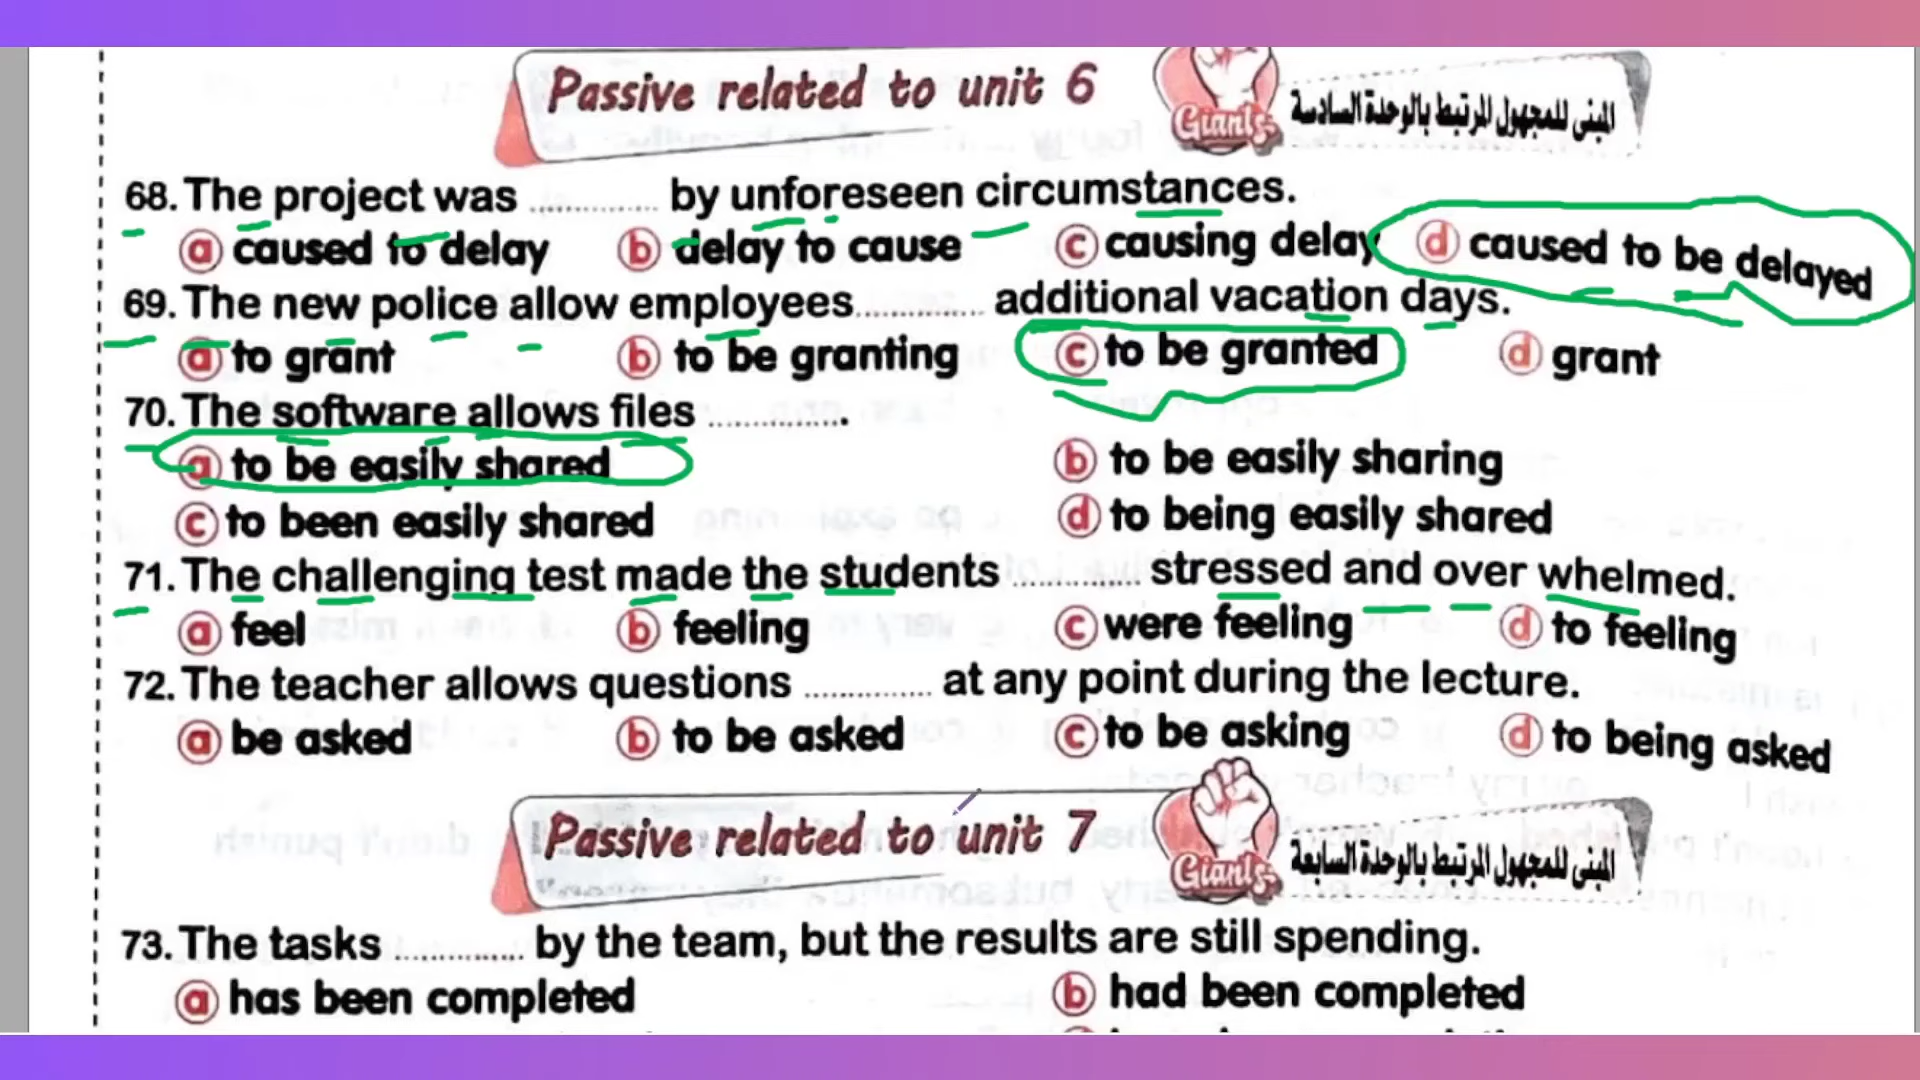 Passive related to unit 6
Giants
المبنى للمجهول المرتبط بالوحدة السادسة
68. The project was ............ by unforeseen circumstances.
a caused to delay b delay to cause c causing delay d caused to be delayed
69. The new police allow employees ............ additional vacation days.
a to grant b to be granting c to be granted d grant
70. The software allows files .............
a to be easily shared b to be easily sharing
c to been easily shared d to being easily shared
71. The challenging test made the students ............ stressed and over whelmed.
a feel b feeling c were feeling d to feeling
72. The teacher allows questions ............ at any point during the lecture.
a be asked b to be asked c to be asking d to being asked
Passive related to unit 7
Giants
المبنى للمجهول المرتبط بالوحدة السابعة
73. The tasks ............ by the team, but the results are still spending.
a has been completed b had been completed